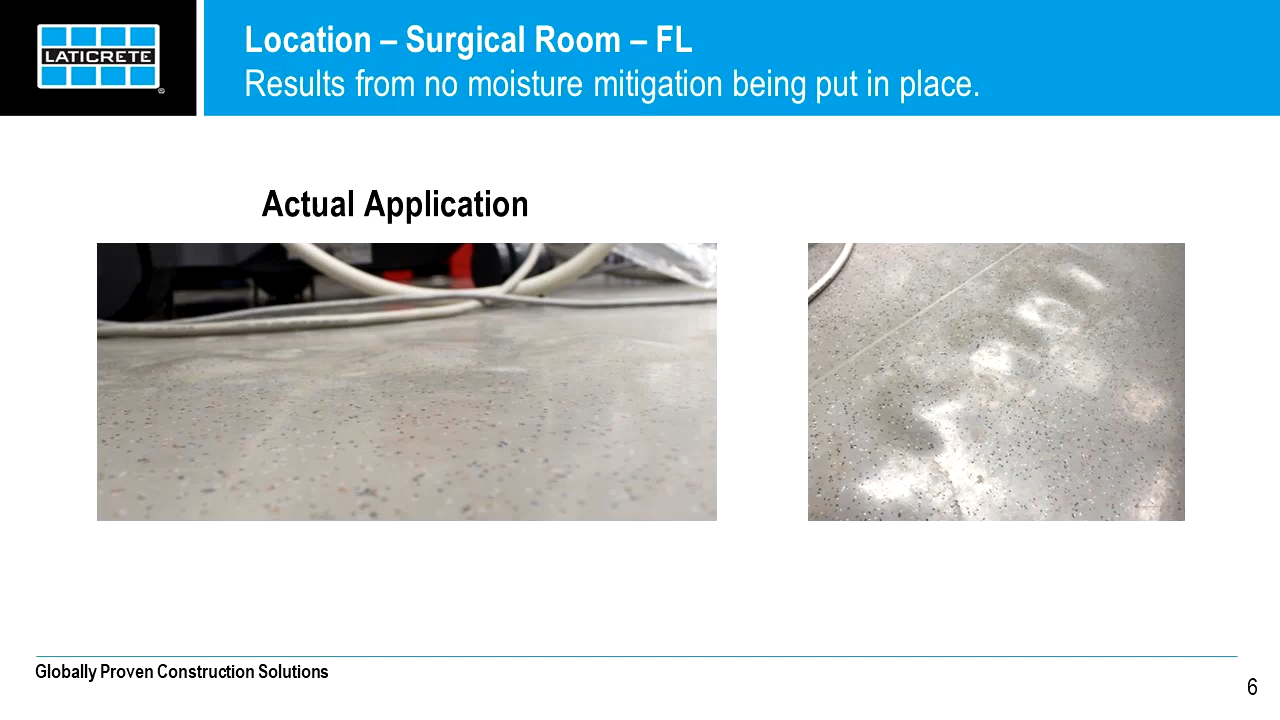 LATICRETE
®
Location – Surgical Room – FL
Results from no moisture mitigation being put in place.
Actual Application
Globally Proven Construction Solutions
6